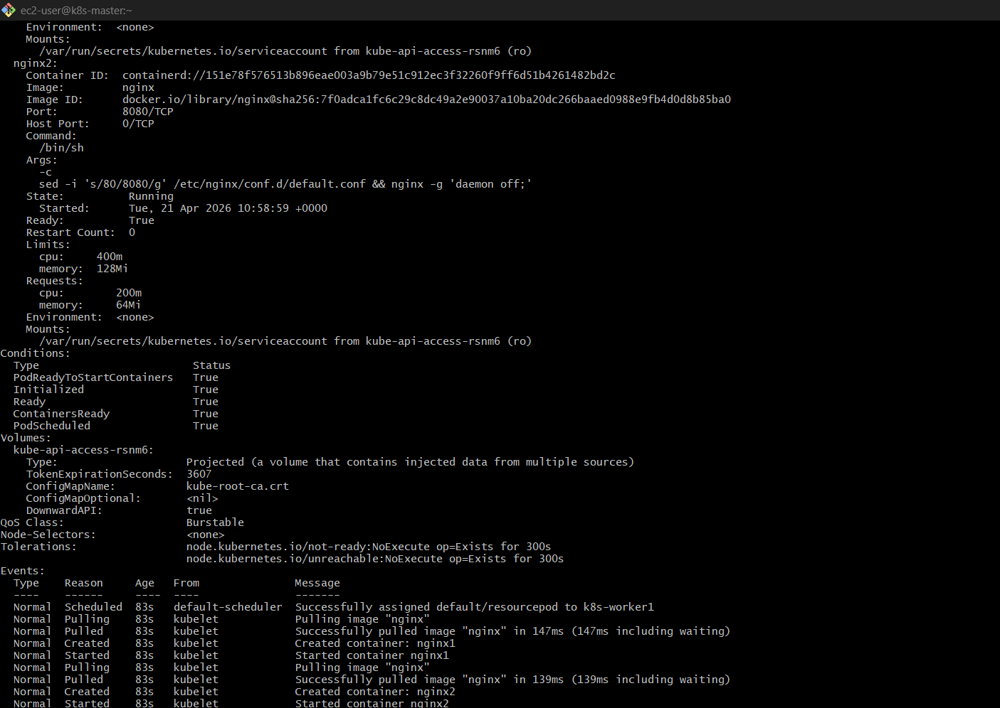 ec2-user@k8s-master:~
    Environment:  <none>
    Mounts:
      /var/run/secrets/kubernetes.io/serviceaccount from kube-api-access-rsnm6 (ro)
  nginx2:
    Container ID:  containerd://151e78f576513b896eae003a9b79e51c912ec3f32260f9ff6d51b4261482bd2c
    Image:         nginx
    Image ID:      docker.io/library/nginx@sha256:7f0adca1fc6c29c8dc49a2e90037a10ba20dc266baaed0988e9fb4d0d8b85ba0
    Port:          8080/TCP
    Host Port:     0/TCP
    Command:
      /bin/sh
    Args:
      -c
      sed -i 's/80/8080/g' /etc/nginx/conf.d/default.conf && nginx -g 'daemon off;'
    State:          Running
      Started:      Tue, 21 Apr 2026 10:58:59 +0000
    Ready:          True
    Restart Count:  0
    Limits:
      cpu:     400m
      memory:  128Mi
    Requests:
      cpu:        200m
      memory:     64Mi
    Environment:  <none>
    Mounts:
      /var/run/secrets/kubernetes.io/serviceaccount from kube-api-access-rsnm6 (ro)
Conditions:
  Type                        Status
  PodReadyToStartContainers   True
  Initialized                 True
  Ready                       True
  ContainersReady             True
  PodScheduled                True
Volumes:
  kube-api-access-rsnm6:
    Type:                    Projected (a volume that contains injected data from multiple sources)
    TokenExpirationSeconds:  3607
    ConfigMapName:           kube-root-ca.crt
    ConfigMapOptional:       <nil>
    DownwardAPI:             true
QoS Class:                   Burstable
Node-Selectors:              <none>
Tolerations:                 node.kubernetes.io/not-ready:NoExecute op=Exists for 300s
                             node.kubernetes.io/unreachable:NoExecute op=Exists for 300s
Events:
  Type    Reason     Age   From               Message
  ----    ------     ----  ----               -------
  Normal  Scheduled  83s   default-scheduler  Successfully assigned default/resourcepod to k8s-worker1
  Normal  Pulling    83s   kubelet            Pulling image "nginx"
  Normal  Pulled     83s   kubelet            Successfully pulled image "nginx" in 147ms (147ms including waiting)
  Normal  Created    83s   kubelet            Created container: nginx1
  Normal  Started    83s   kubelet            Started container nginx1
  Normal  Pulling    83s   kubelet            Pulling image "nginx"
  Normal  Pulled     83s   kubelet            Successfully pulled image "nginx" in 139ms (139ms including waiting)
  Normal  Created    83s   kubelet            Created container: nginx2
  Normal  Started    83s   kubelet            Started container nginx2